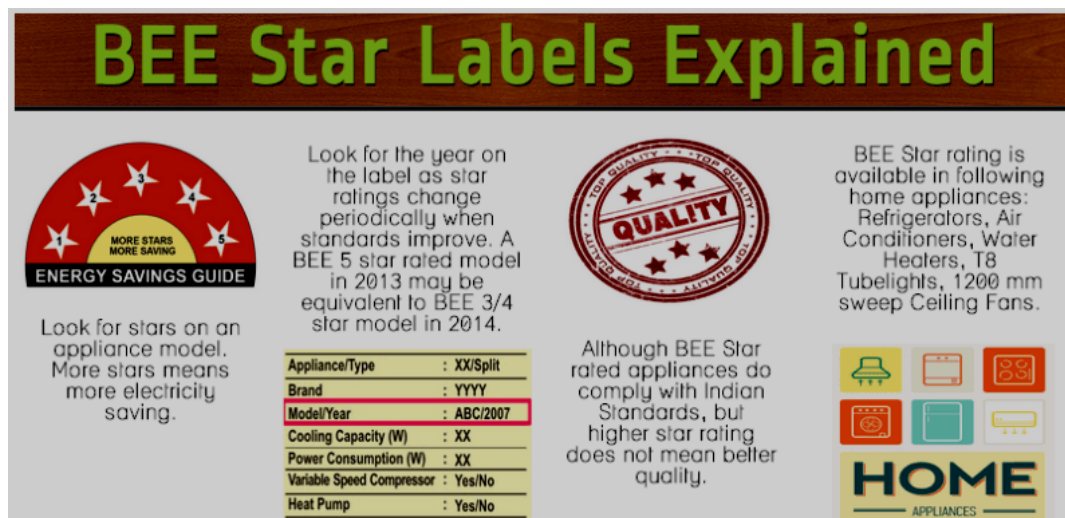 BEE Star Labels Explained
1
2
3
4
5
MORE STARS
MORE SAVING
ENERGY SAVINGS GUIDE
Look for stars on an
appliance model.
More stars means
more electricity
saving.
Look for the year on
the label as star
ratings change
periodically when
standards improve. A
BEE 5 star rated model
in 2013 may be
equivalent to BEE 3/4
star model in 2014.
Appliance/Type : XX/Split
Brand : YYYY
Model/Year : ABC/2007
Cooling Capacity (W) : XX
Power Consumption (W) : XX
Variable Speed Compressor : Yes/No
Heat Pump : Yes/No
TOP QUALITY TOP QUALITY
QUALITY
TOP QUALITY TOP QUALITY
Although BEE Star
rated appliances do
comply with Indian
Standards, but
higher star rating
does not mean better
quality.
BEE Star rating is
available in following
home appliances:
Refrigerators, Air
Conditioners, Water
Heaters, T8
Tubelights, 1200 mm
sweep Ceiling Fans.
HOME
APPLIANCES